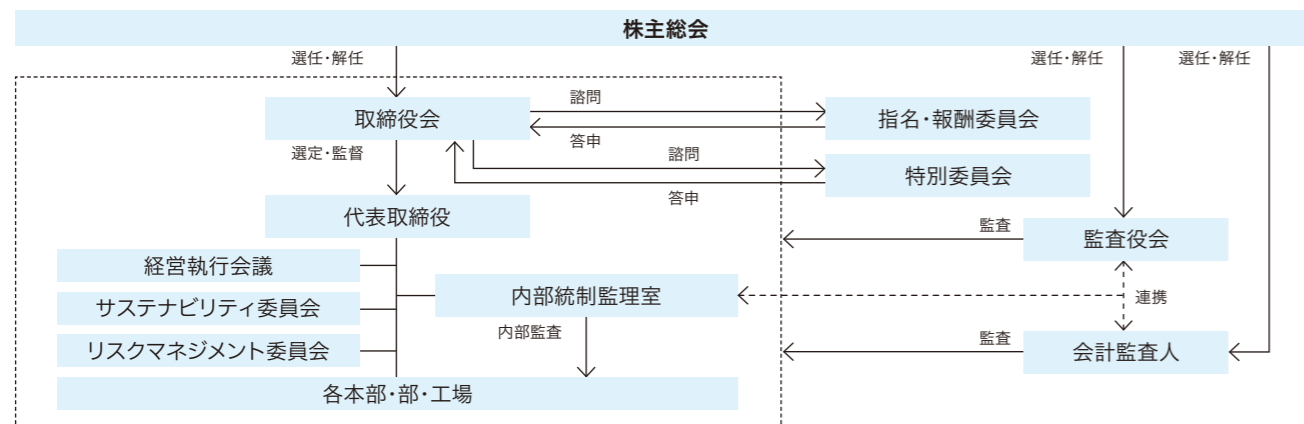 株主総会
選任・解任
選任・解任
選任・解任
取締役会
諮問
答申
指名・報酬委員会
選定・監督
諮問
答申
特別委員会
代表取締役
監査
監査役会
経営執行会議
サステナビリティ委員会
リスクマネジメント委員会
内部統制監理室
連携
内部監査
監査
会計監査人
各本部・部・工場